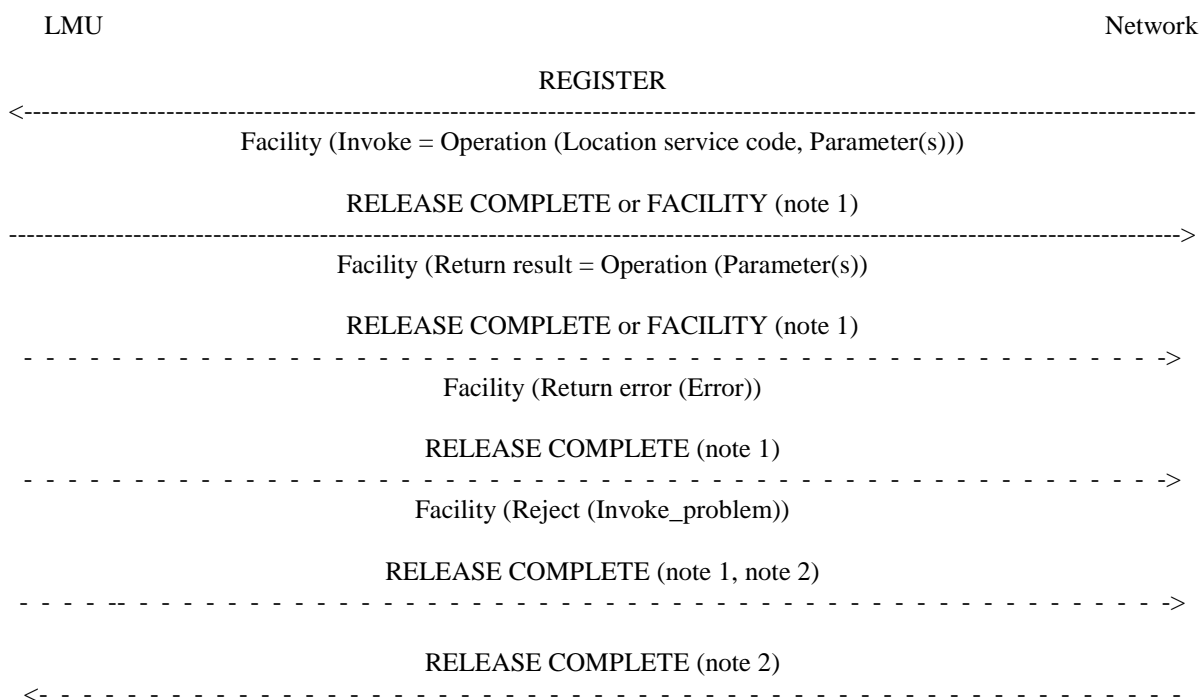 LMU Network
REGISTER
<------------------------------------------------------------------------------------------------------------------------------------
Facility (Invoke = Operation (Location service code, Parameter(s)))
RELEASE COMPLETE or FACILITY (note 1)
------------------------------------------------------------------------------------------------------------------------------------>
Facility (Return result = Operation (Parameter(s))
RELEASE COMPLETE or FACILITY (note 1)
- - - - - - - - - - - - - - - - - - - - - - - - - - - - - - - - - - - - - - - - - - - - - - - - ->
Facility (Return error (Error))
RELEASE COMPLETE (note 1)
- - - - - - - - - - - - - - - - - - - - - - - - - - - - - - - - - - - - - - - - - - - - - - - - ->
Facility (Reject (Invoke_problem))
RELEASE COMPLETE (note 1, note 2)
- - - - -- - - - - - - - - - - - - - - - - - - - - - - - - - - - - - - - - - - - - - - - - - - ->
RELEASE COMPLETE (note 2)
<- - - - - - - - - - - - - - - - - - - - - - - - - - - - - - - - - - - - - - - - - - - - - - - -